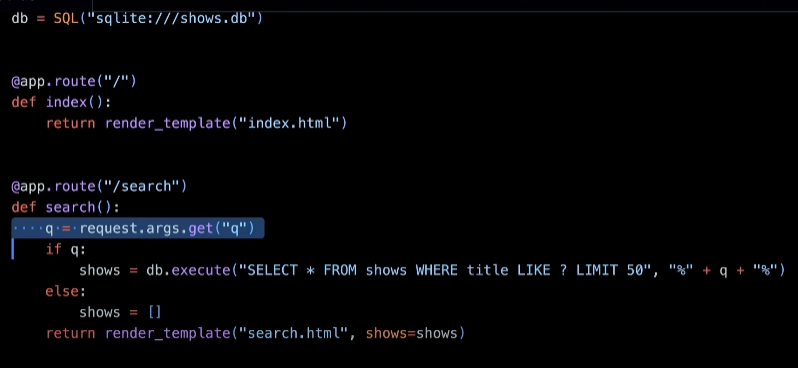 db = SQL("sqlite:///shows.db")
@app.route("/")
def index():
    return render_template("index.html")
@app.route("/search")
def search():
    q = request.args.get("q")
    if q:
        shows = db.execute("SELECT * FROM shows WHERE title LIKE ? LIMIT 50", "%" + q + "%")
    else:
        shows = []
    return render_template("search.html", shows=shows)